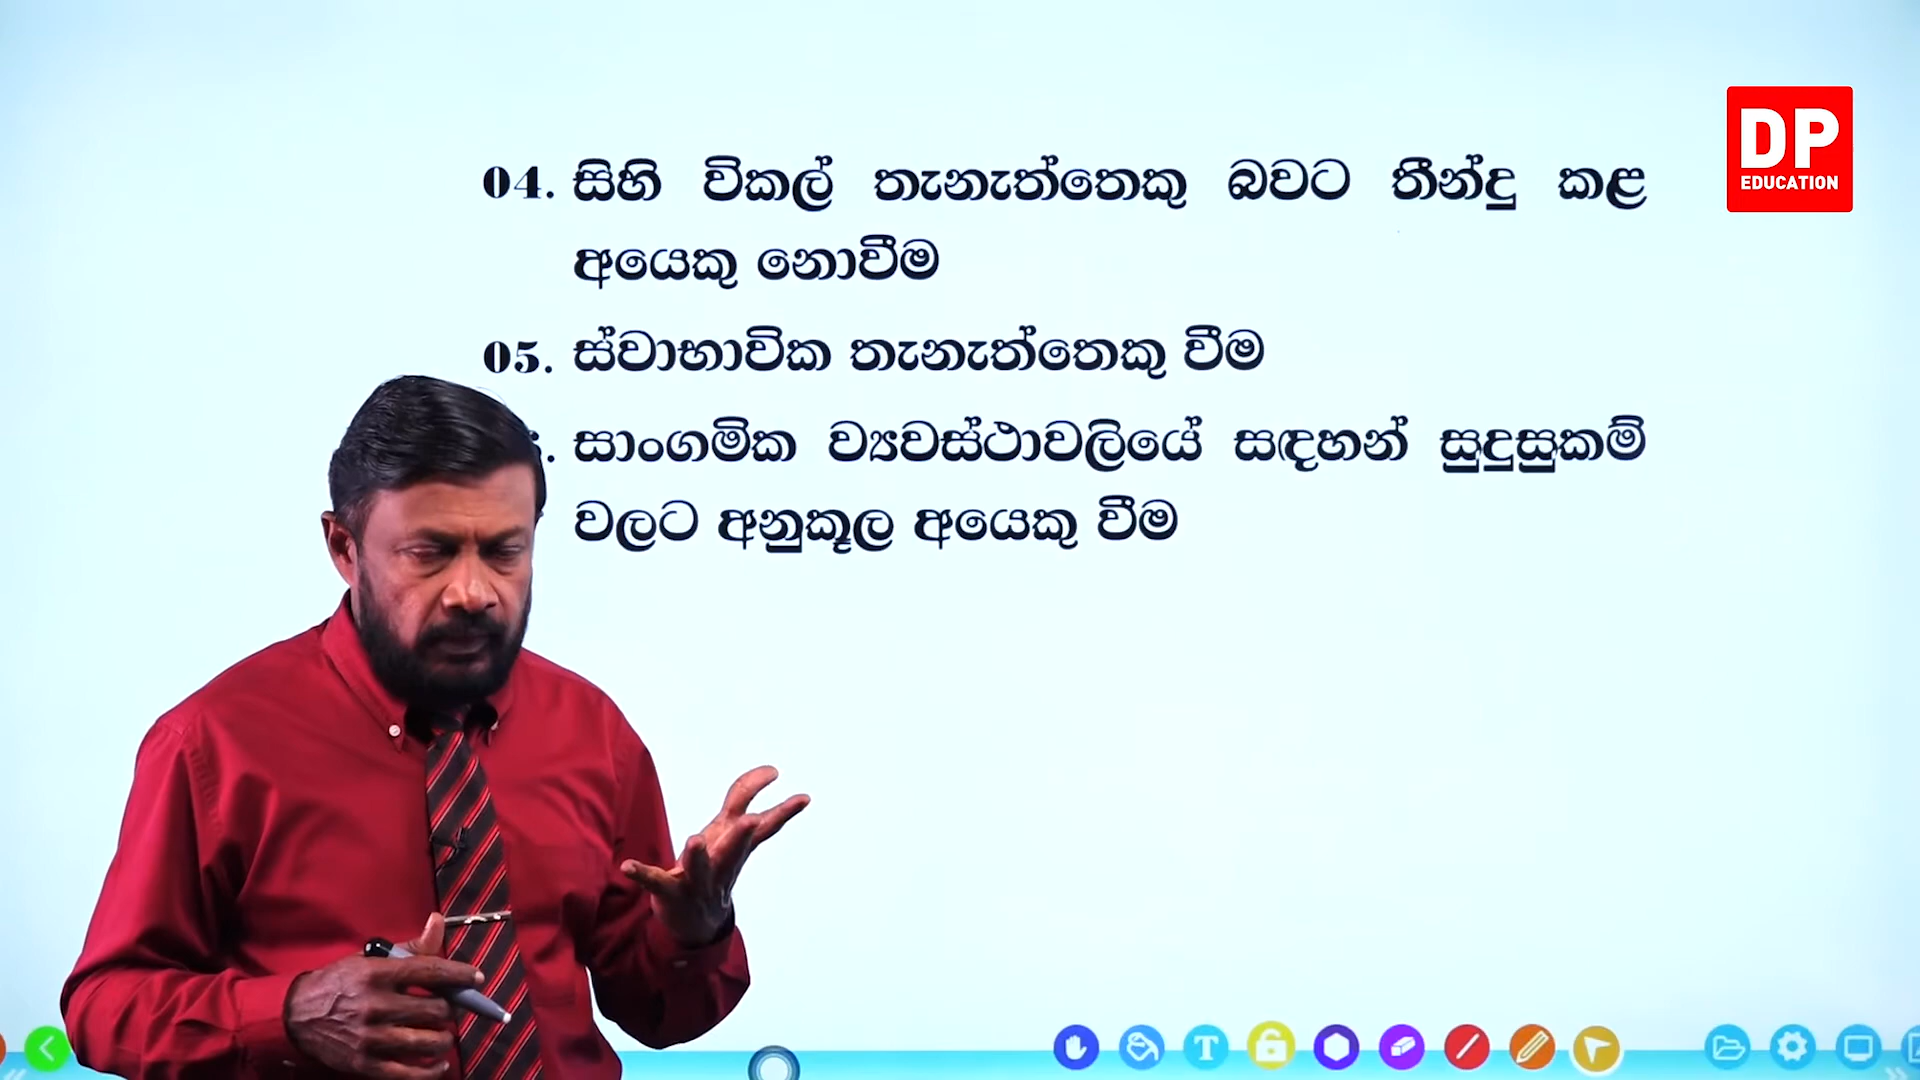 DP
EDUCATION
04. සිහි විකල් තැනැත්තෙකු බවට තීන්දු කළ
අයෙකු නොවීම
05. ස්වාභාවික තැනැත්තෙකු වීම
සාංගමික ව්‍යවස්ථාවලියේ සඳහන් සුදුසුකම්
වලට අනුකූල අයෙකු වීම
T